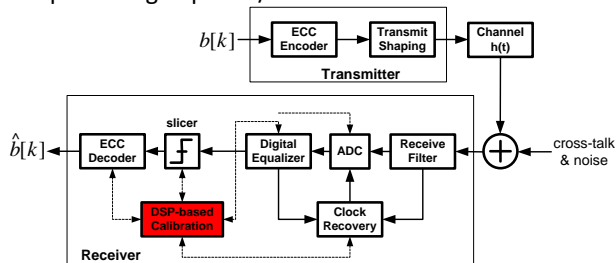 b[k]
ECC
Encoder
Transmit
Shaping
Channel
h(t)
Transmitter
slicer
b̂[k]
ECC
Decoder
Digital
Equalizer
ADC
Receive
Filter
cross-talk
& noise
DSP-based
Calibration
Clock
Recovery
Receiver